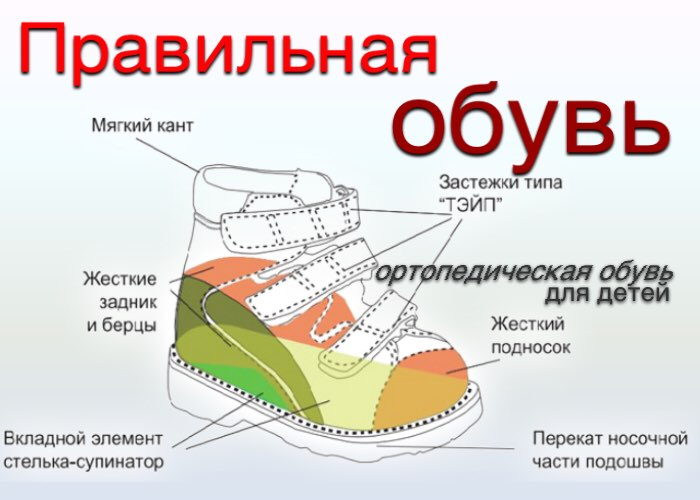 Правильная
обувь
Мягкий кант
Застежки типа
“ТЭЙП”
ортопедическая обувь
для детей
Жесткие
задник
и берцы
Жесткий
подносок
Вкладной элемент
стелька-супинатор
Перекат носочной
части подошвы